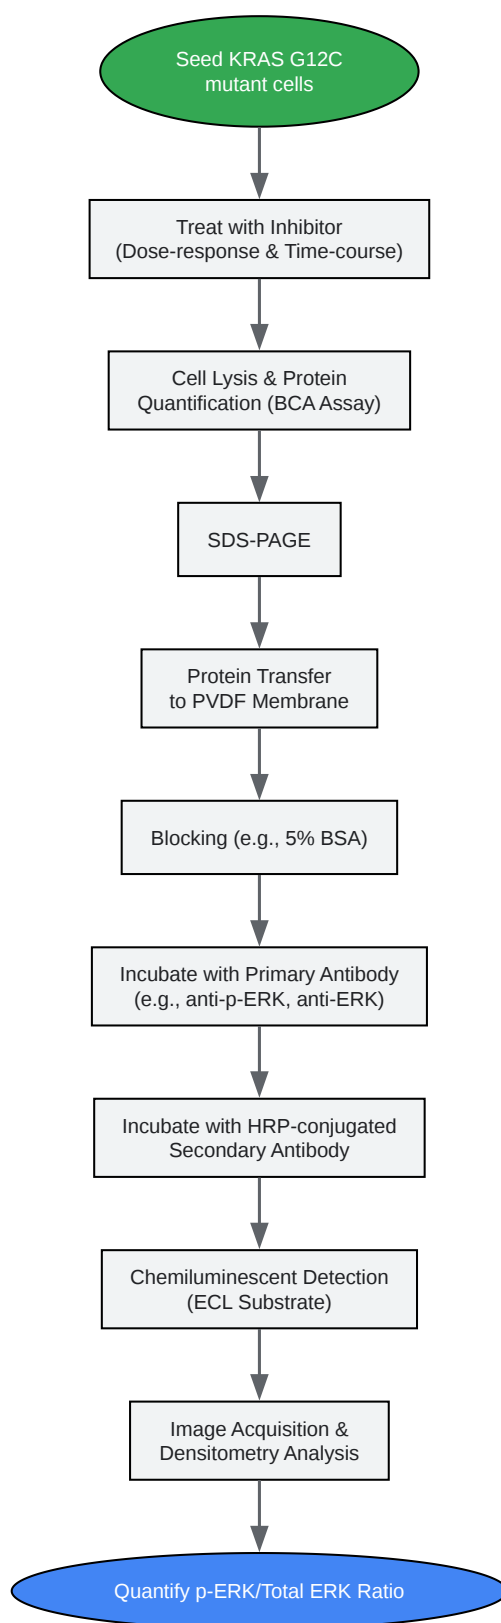 Seed KRAS G12C
mutant cells
Treat with Inhibitor
(Dose-response & Time-course)
Cell Lysis & Protein
Quantification (BCA Assay)
SDS-PAGE
Protein Transfer
to PVDF Membrane
Blocking (e.g., 5% BSA)
Incubate with Primary Antibody
(e.g., anti-p-ERK, anti-ERK)
Incubate with HRP-conjugated
Secondary Antibody
Chemiluminescent Detection
(ECL Substrate)
Image Acquisition &
Densitometry Analysis
Quantify p-ERK/Total ERK Ratio